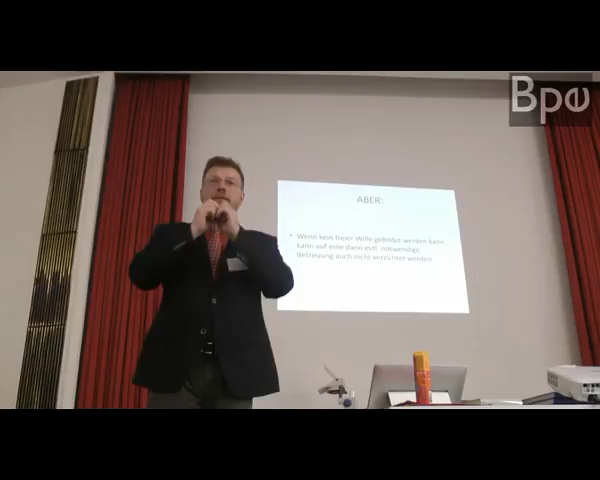 Bpe
ABER:
• Wenn kein freier Wille gebildet werden kann,
kann auf eine dann evtl. notwendige
Betreuung auch nicht verzichtet werden